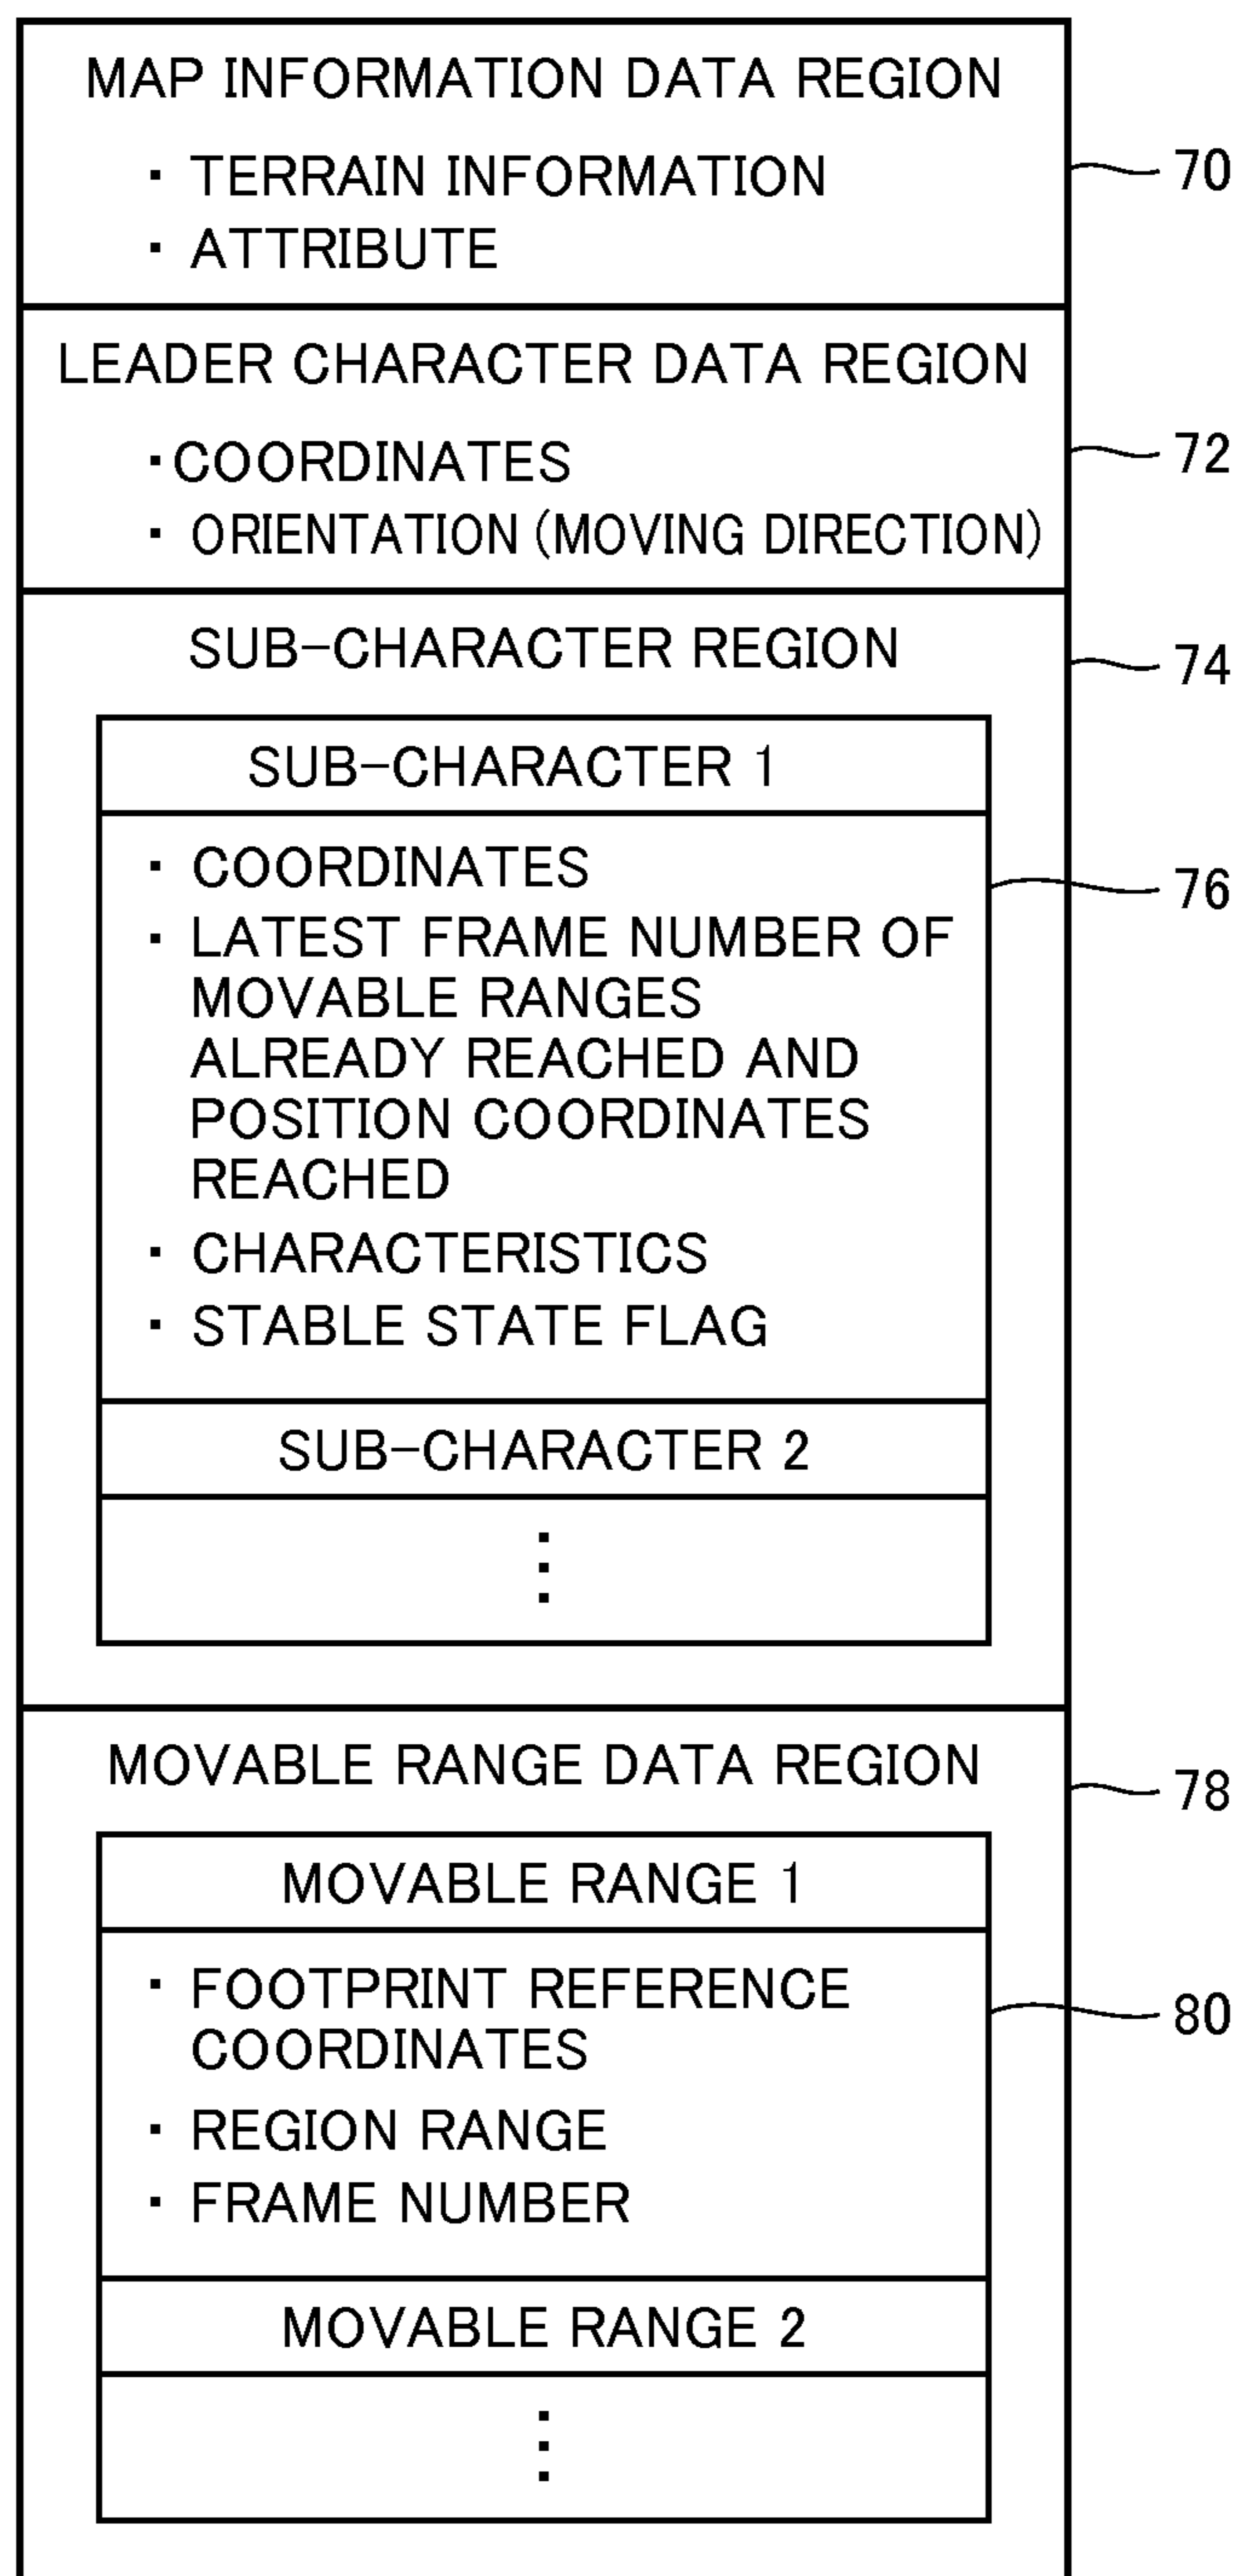 MAP INFORMATION DATA REGION
・ TERRAIN INFORMATION
70
・ ATTRIBUTE
LEADER CHARACTER DATA REGION
・COORDINATES
72
・ ORIENTATION (MOVING DIRECTION)
SUB-CHARACTER REGION
74
SUB-CHARACTER 1
・ COORDINATES
76
・ LATEST FRAME NUMBER OF
MOVABLE RANGES
ALREADY REACHED AND
POSITION COORDINATES
REACHED
・ CHARACTERISTICS
・ STABLE STATE FLAG
SUB-CHARACTER 2
⋮
MOVABLE RANGE DATA REGION
78
MOVABLE RANGE 1
・ FOOTPRINT REFERENCE
COORDINATES
80
・ REGION RANGE
・ FRAME NUMBER
MOVABLE RANGE 2
⋮